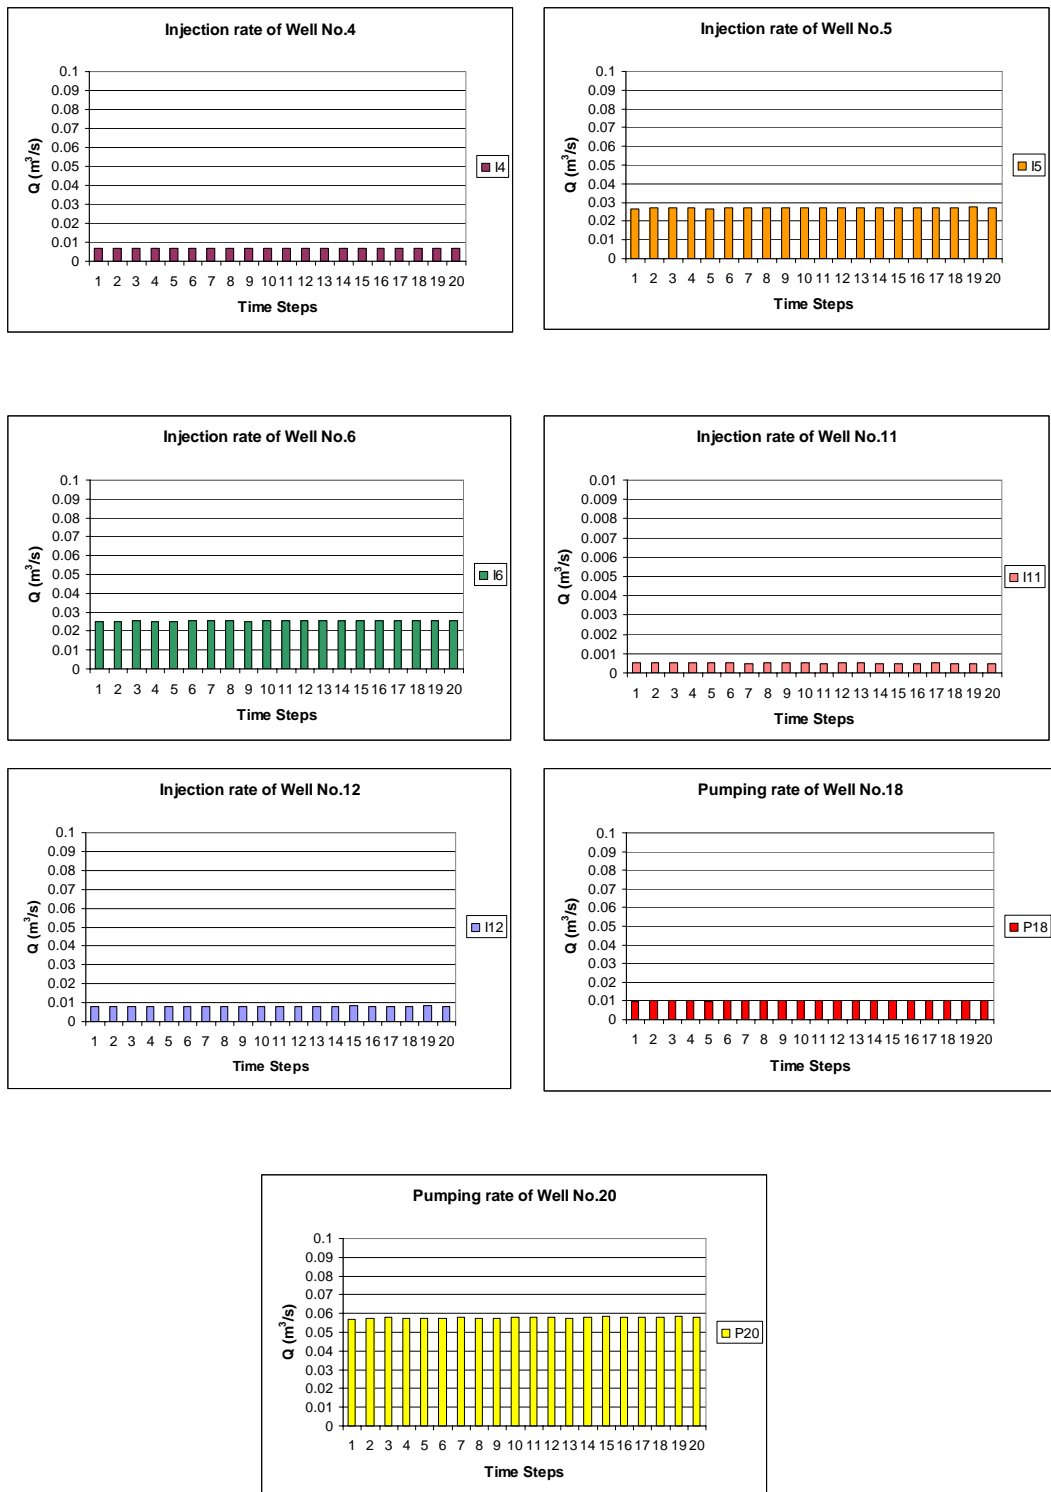 Injection rate of Well No.4
0.1
0.09
0.08
0.07
0.06
0.05
0.04
0.03
0.02
0.01
0
Q (m³/s)
1 2 3 4 5 6 7 8 9 10 11 12 13 14 15 16 17 18 19 20
Time Steps
I4
Injection rate of Well No.5
0.1
0.09
0.08
0.07
0.06
0.05
0.04
0.03
0.02
0.01
0
Q (m³/s)
1 2 3 4 5 6 7 8 9 10 11 12 13 14 15 16 17 18 19 20
Time Steps
I5
Injection rate of Well No.6
0.1
0.09
0.08
0.07
0.06
0.05
0.04
0.03
0.02
0.01
0
Q (m³/s)
1 2 3 4 5 6 7 8 9 10 11 12 13 14 15 16 17 18 19 20
Time Steps
I6
Injection rate of Well No.11
0.01
0.009
0.008
0.007
0.006
0.005
0.004
0.003
0.002
0.001
0
Q (m³/s)
1 2 3 4 5 6 7 8 9 10 11 12 13 14 15 16 17 18 19 20
Time Steps
I11
Injection rate of Well No.12
0.1
0.09
0.08
0.07
0.06
0.05
0.04
0.03
0.02
0.01
0
Q (m³/s)
1 2 3 4 5 6 7 8 9 10 11 12 13 14 15 16 17 18 19 20
Time Steps
I12
Pumping rate of Well No.18
0.1
0.09
0.08
0.07
0.06
0.05
0.04
0.03
0.02
0.01
0
Q (m³/s)
1 2 3 4 5 6 7 8 9 10 11 12 13 14 15 16 17 18 19 20
Time Steps
P18
Pumping rate of Well No.20
0.1
0.09
0.08
0.07
0.06
0.05
0.04
0.03
0.02
0.01
0
Q (m³/s)
1 2 3 4 5 6 7 8 9 10 11 12 13 14 15 16 17 18 19 20
Time Steps
P20